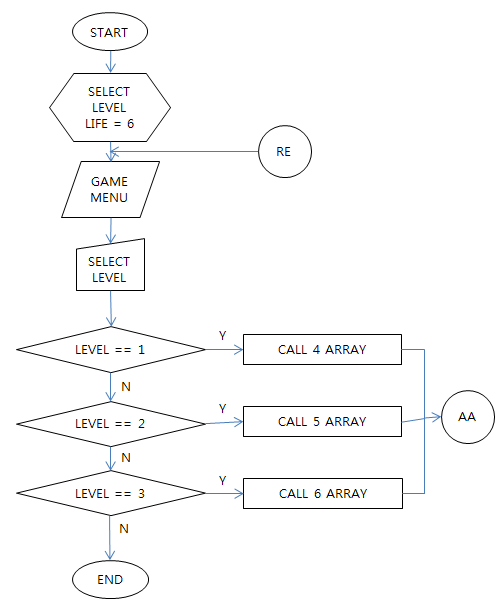 START
SELECT
LEVEL
LIFE = 6
RE
GAME
MENU
SELECT
LEVEL
LEVEL == 1
Y
CALL 4 ARRAY
N
LEVEL == 2
Y
CALL 5 ARRAY
AA
N
LEVEL == 3
Y
CALL 6 ARRAY
N
END